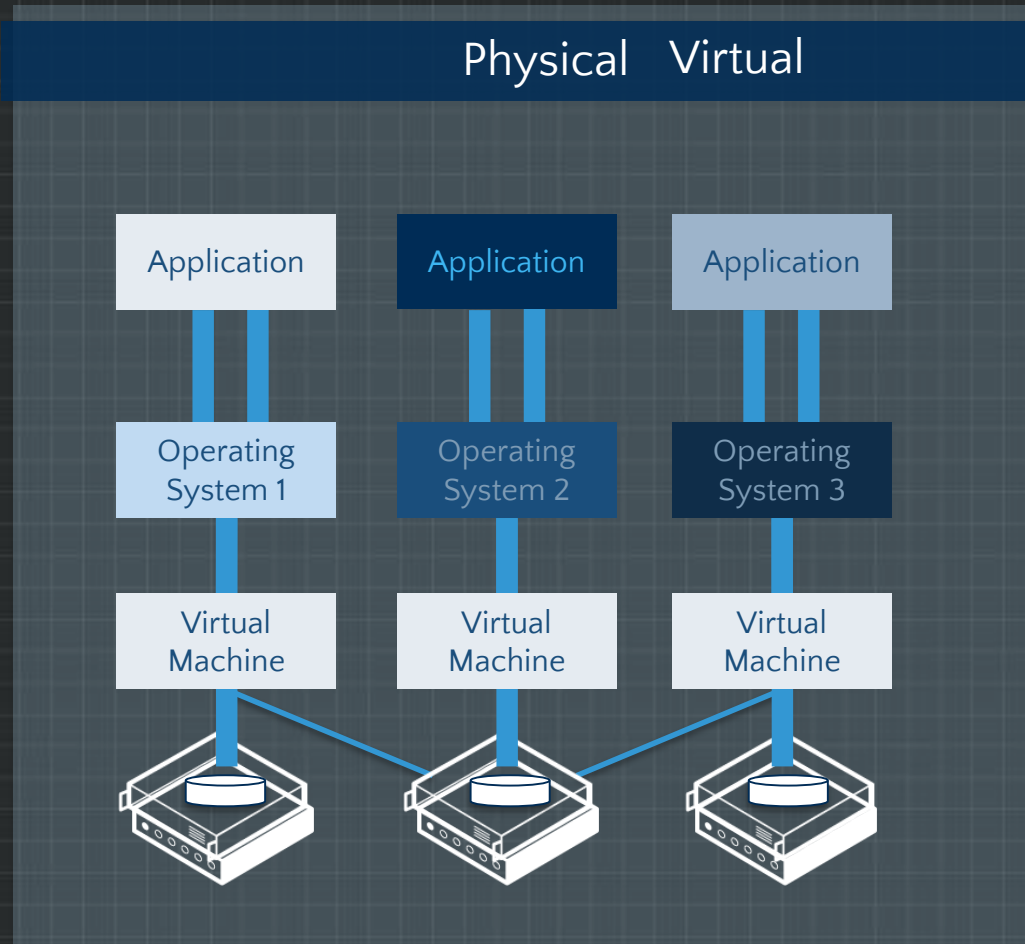 Physical Virtual
Application
Application
Application
Operating
System 1
Operating
System 2
Operating
System 3
Virtual
Machine
Virtual
Machine
Virtual
Machine